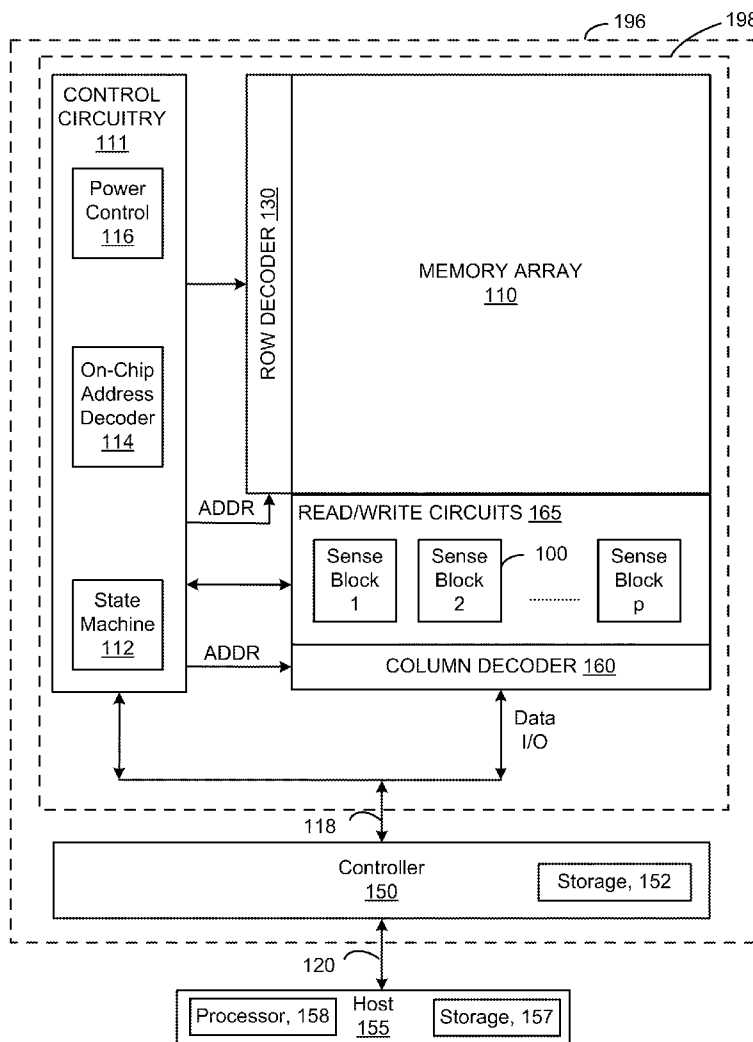 196
198
CONTROL
CIRCUITRY
111
Power
Control
116
On-Chip
Address
Decoder
114
State
Machine
112
ROW DECODER 130
MEMORY ARRAY
110
ADDR
READ/WRITE CIRCUITS 165
Sense
Block
1
Sense
Block
2
100
........
Sense
Block
p
ADDR
COLUMN DECODER 160
Data
I/O
118
Controller
150
Storage, 152
120
Host
155
Processor, 158
Storage, 157